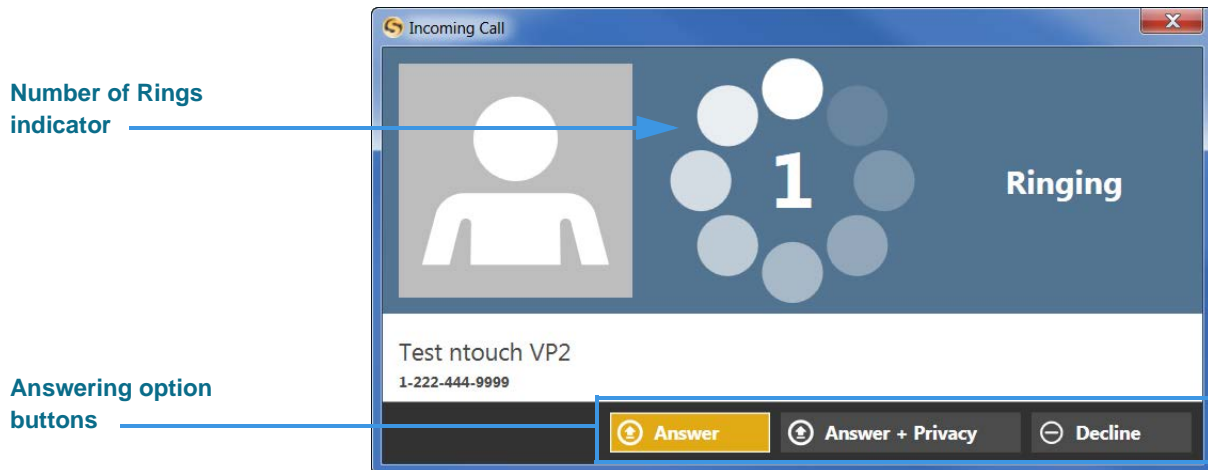 Incoming Call
X
Number of Rings
indicator
1
Ringing
Test ntouch VP2
1-222-444-9999
Answering option
buttons
Answer
Answer + Privacy
Decline